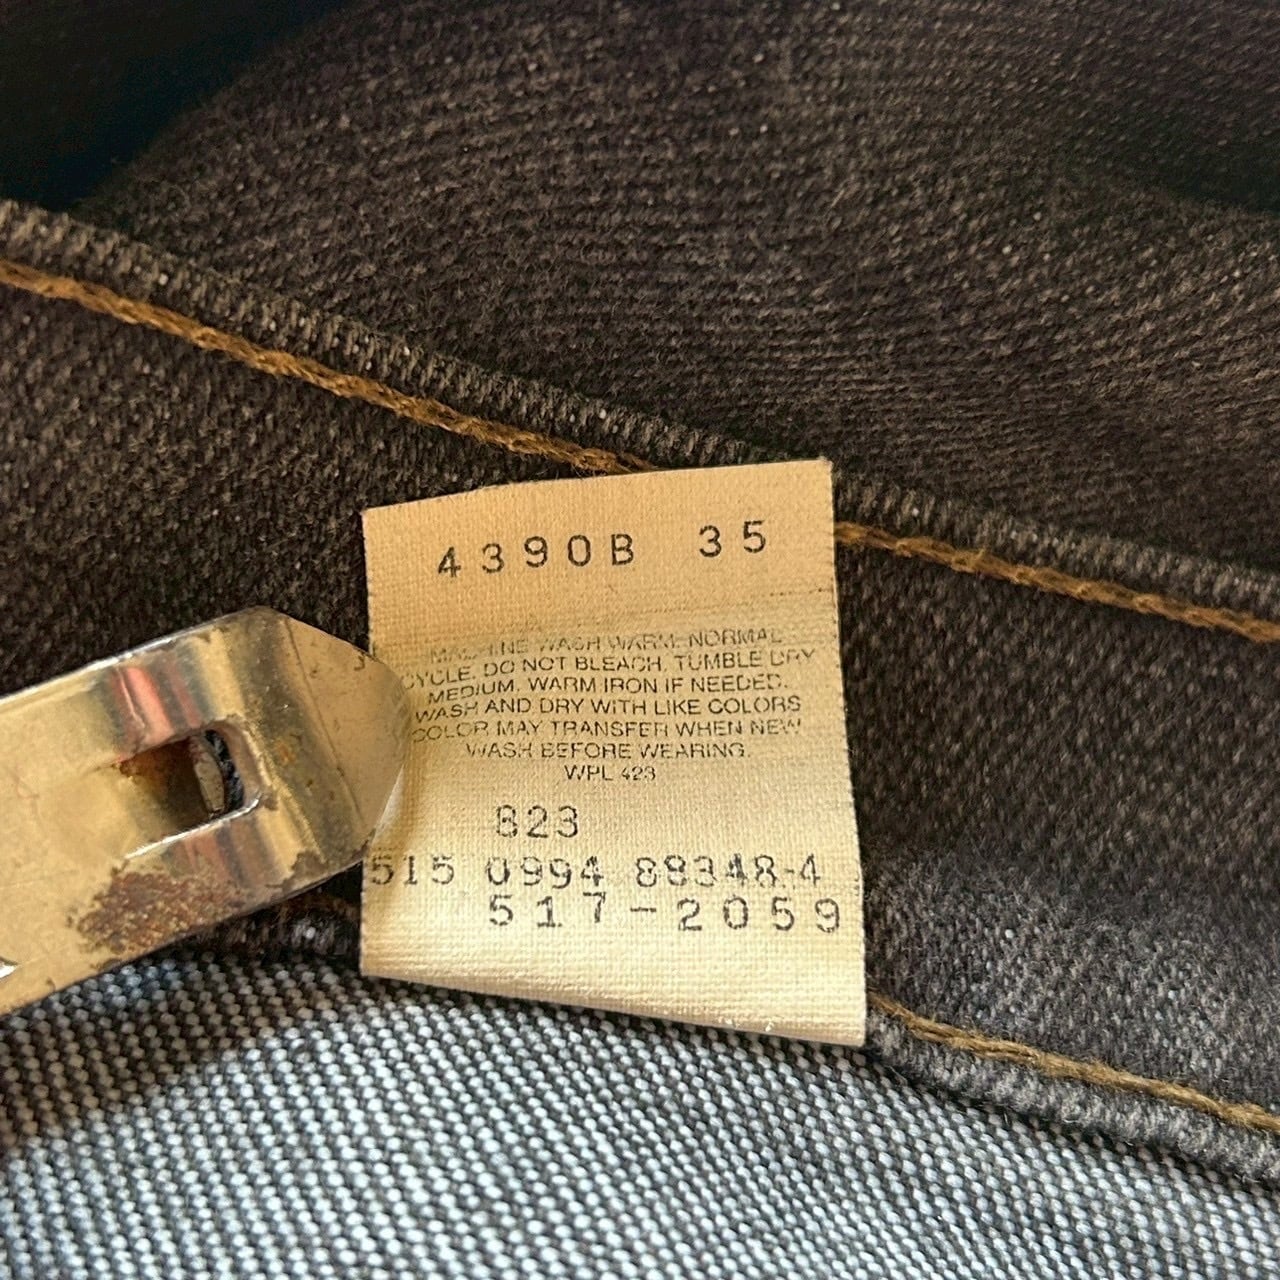 4390B 35
MACHINE WASH WARM-NORMAL
CYCLE. DO NOT BLEACH. TUMBLE DRY
MEDIUM. WARM IRON IF NEEDED.
WASH AND DRY WITH LIKE COLORS
COLOR MAY TRANSFER WHEN NEW
WASH BEFORE WEARING.
WPL 423
823
515 0994 88348-4
517-2059